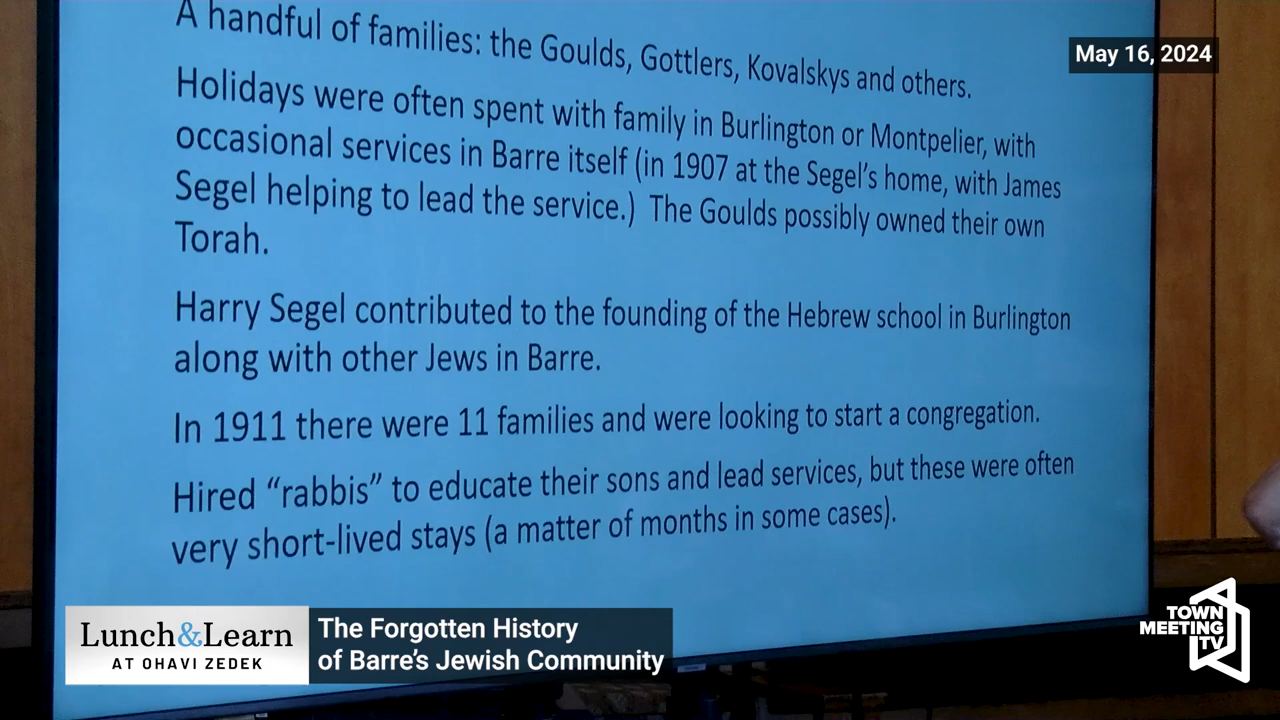 A handful of families: the Goulds, Gottlers, Kovalskys and others.
May 16, 2024
Holidays were often spent with family in Burlington or Montpelier, with
occasional services in Barre itself (in 1907 at the Segel's home, with James
Segel helping to lead the service.)  The Goulds possibly owned their own
Torah.
Harry Segel contributed to the founding of the Hebrew school in Burlington
along with other Jews in Barre.
In 1911 there were 11 families and were looking to start a congregation.
Hired “rabbis” to educate their sons and lead services, but these were often
very short-lived stays (a matter of months in some cases).
Lunch&Learn
AT OHAVI ZEDEK
The Forgotten History
of Barre's Jewish Community
TOWN
MEETING
TV